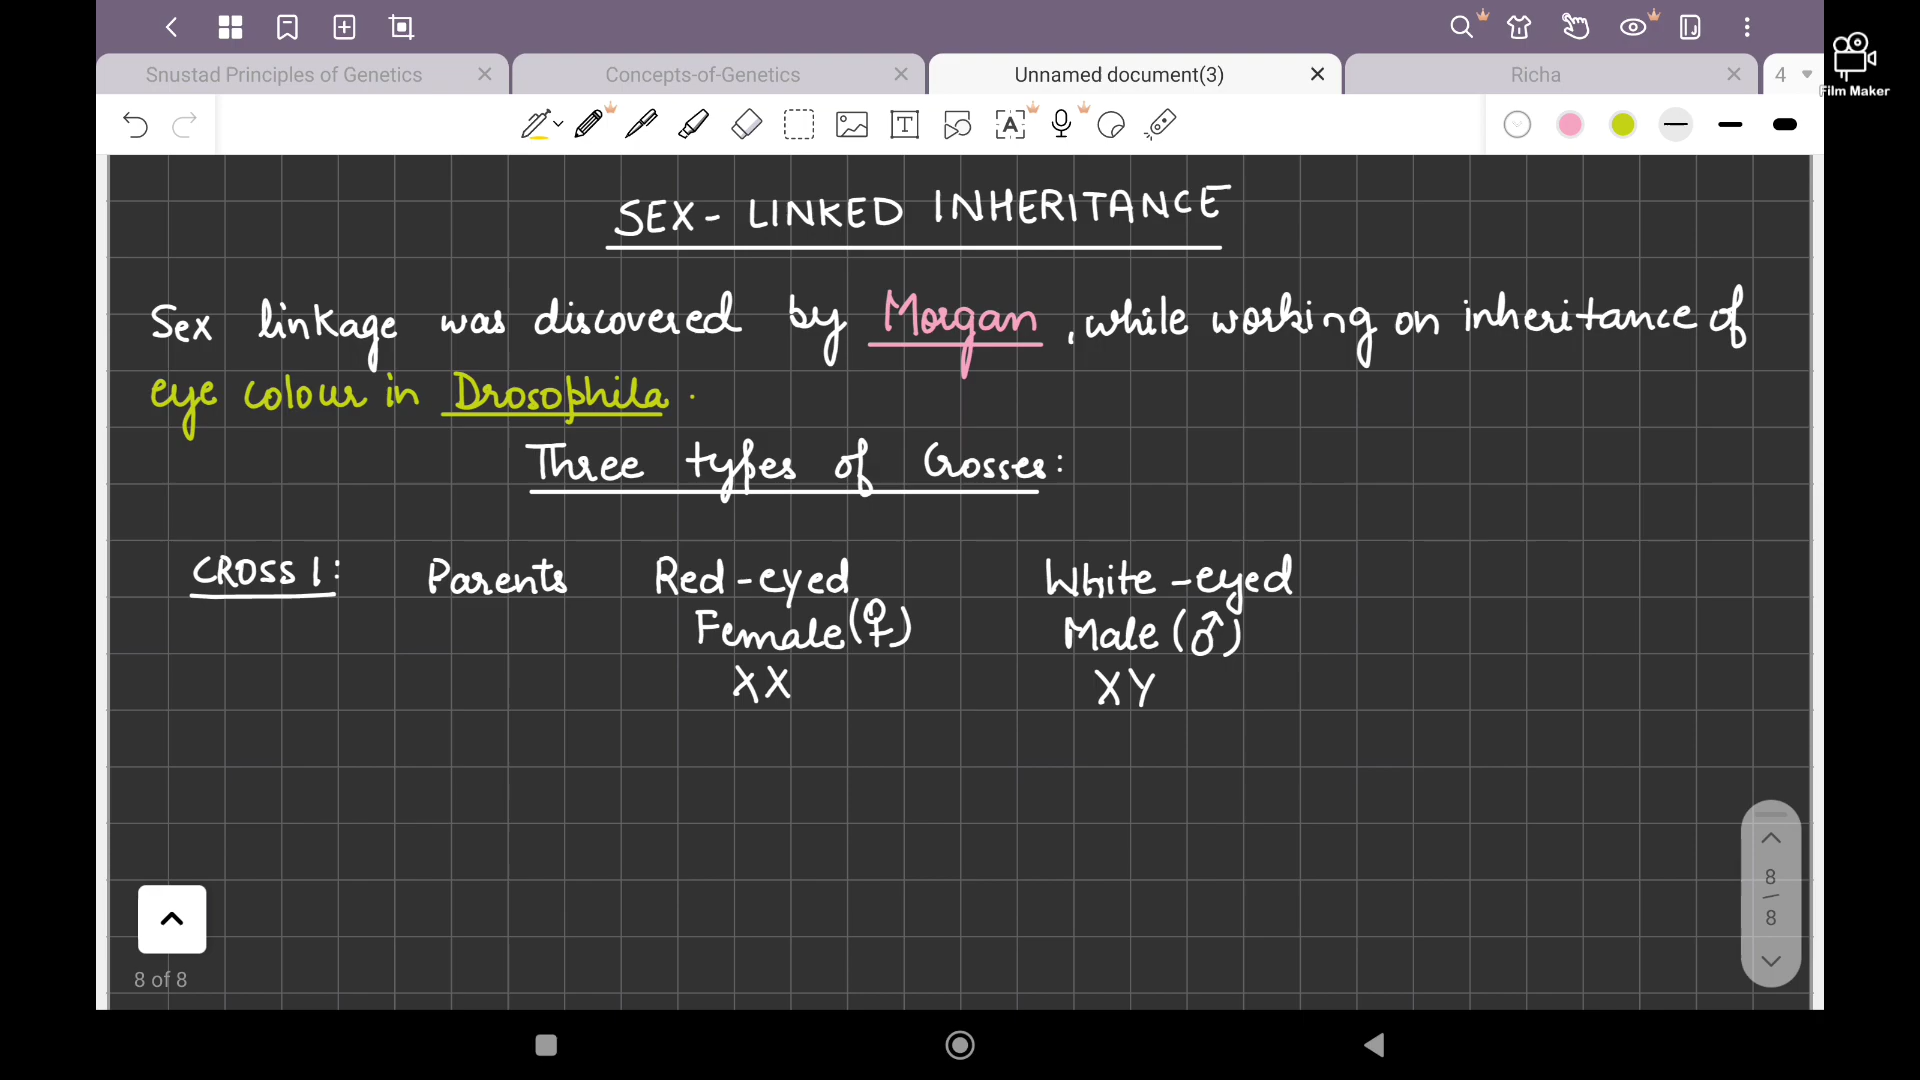 Film Maker
Snustad Principles of Genetics
Concepts-of-Genetics
Unnamed document(3)
Richa
4
SEX - LINKED INHERITANCE
Sex linkage was discovered by Morgan, while working on inheritance of
eye colour in Drosophila.
Three types of Crosses:
CROSS 1: Parents Red-eyed White-eyed
Female (♀) Male (♂)
XX XY
8
8
8 of 8